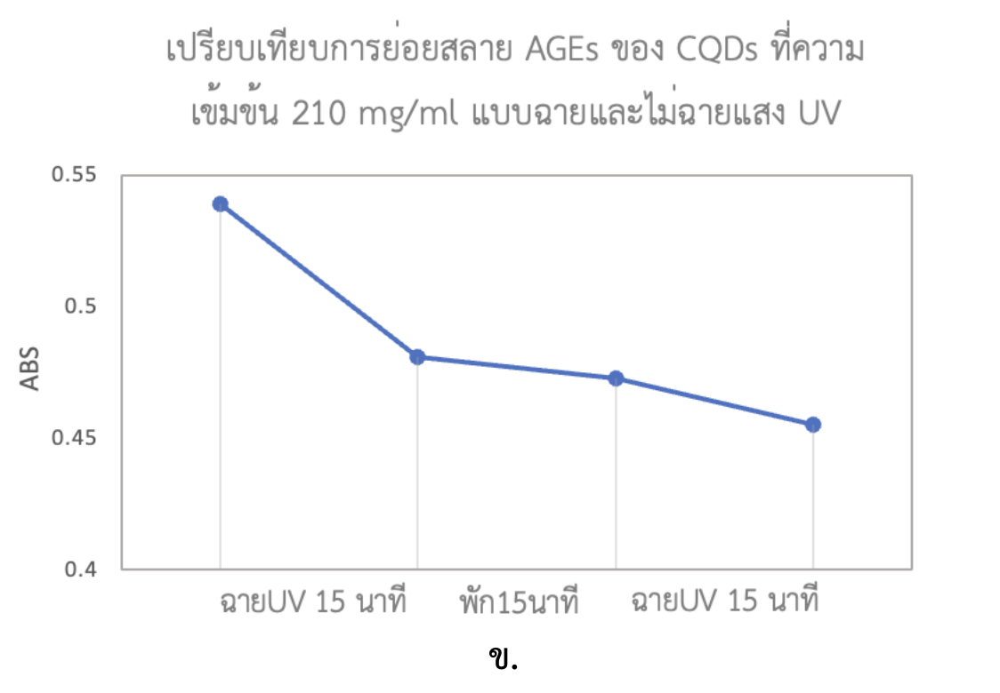 เปรียบเทียบการย่อยสลาย AGEs ของ CQDs ที่ความ
เข้มข้น 210 mg/ml แบบฉายและไม่ฉายแสง UV
0.55
0.5
0.45
0.4
ABS
ฉายUV 15 นาที พัก15นาที ฉายUV 15 นาที
ข.